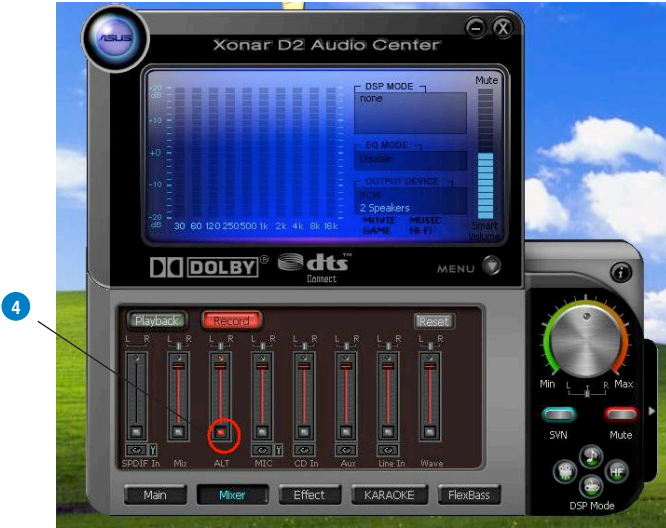 ASUS
Xonar D2 Audio Center
+20
dB
+10
+0
-10
-20
dB
30 60 120 250 500 1k 2k 4k 8k 16k
DSP MODE
none
EQ MODE
Disable
OUTPUT DEVICE
PCM
2 Speakers
MOVIE MUSIC
GAME HI-FI
Mute
Smart
Volume
DOLBY®
dts™
Connect
MENU
4
Playback
Record
Reset
L R L R L R L R L R L R L R L R
Y Y
SPDIF In Mix ALT MIC CD In Aux Line In Wave
Main Mixer Effect KARAOKE FlexBass
i
Min L T R Max
SVN Mute
HF
DSP Mode